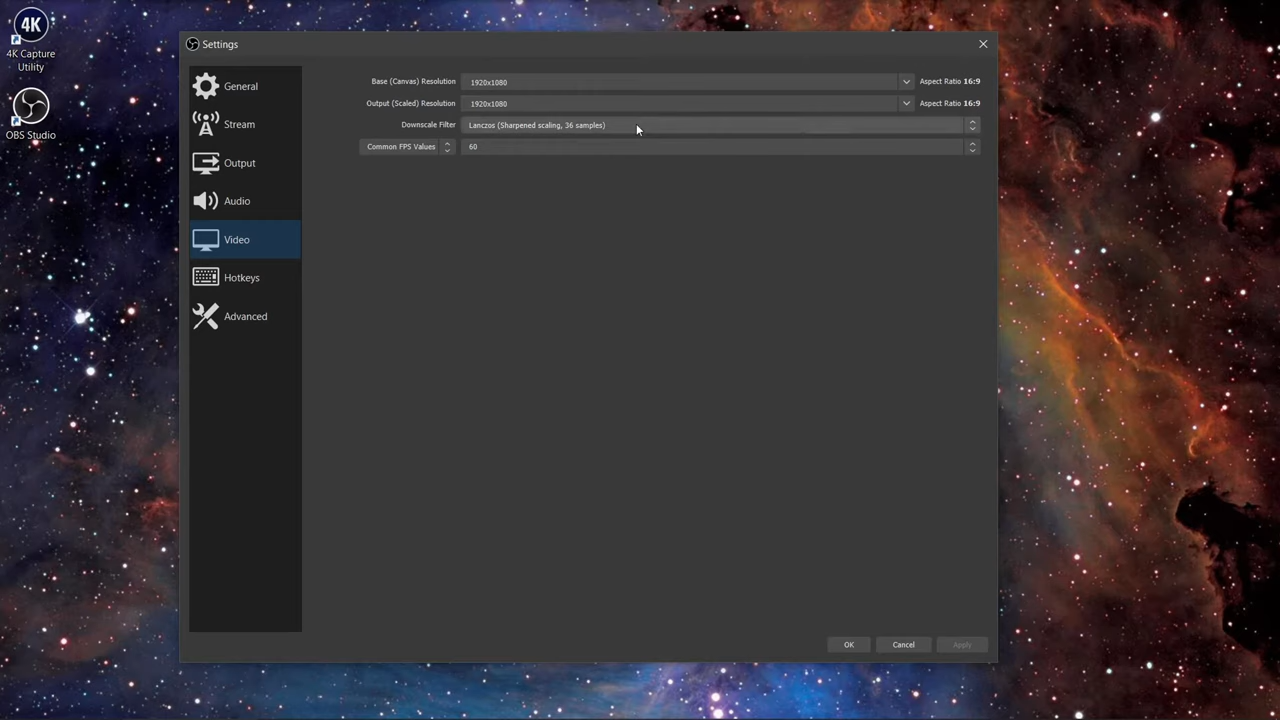 4K
4K Capture
Utility
OBS Studio
Settings
General
Stream
Output
Audio
Video
Hotkeys
Advanced
Base (Canvas) Resolution 1920x1080 Aspect Ratio 16:9
Output (Scaled) Resolution 1920x1080 Aspect Ratio 16:9
Downscale Filter Lanczos (Sharpened scaling, 36 samples)
Common FPS Values 60
OK Cancel Apply